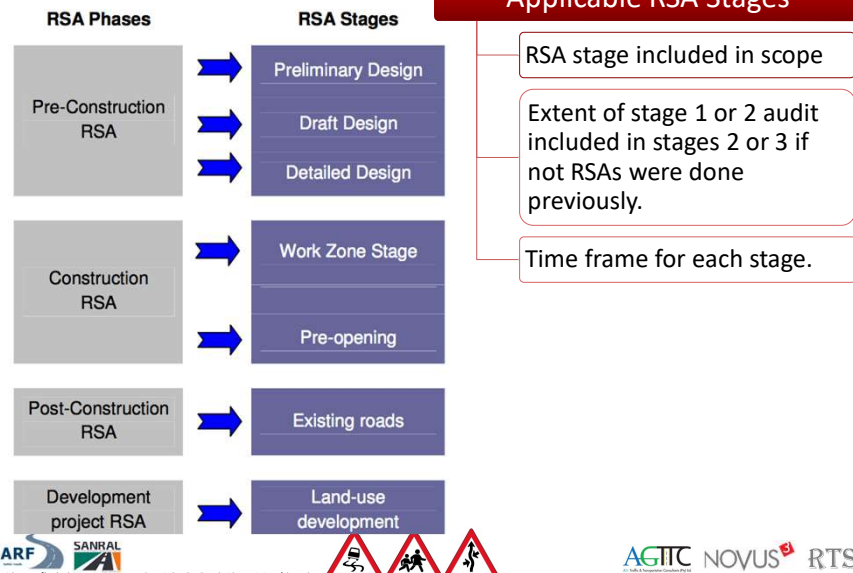 RSA Phases
RSA Stages
Pre-Construction
RSA
Preliminary Design
Draft Design
Detailed Design
Construction
RSA
Work Zone Stage
Pre-opening
Post-Construction
RSA
Existing roads
Development
project RSA
Land-use
development
Applicable RSA Stages
RSA stage included in scope
Extent of stage 1 or 2 audit
included in stages 2 or 3 if
not RSAs were done
previously.
Time frame for each stage.
ARF
SANRAL
AGTTC
NOVUS3
RTS